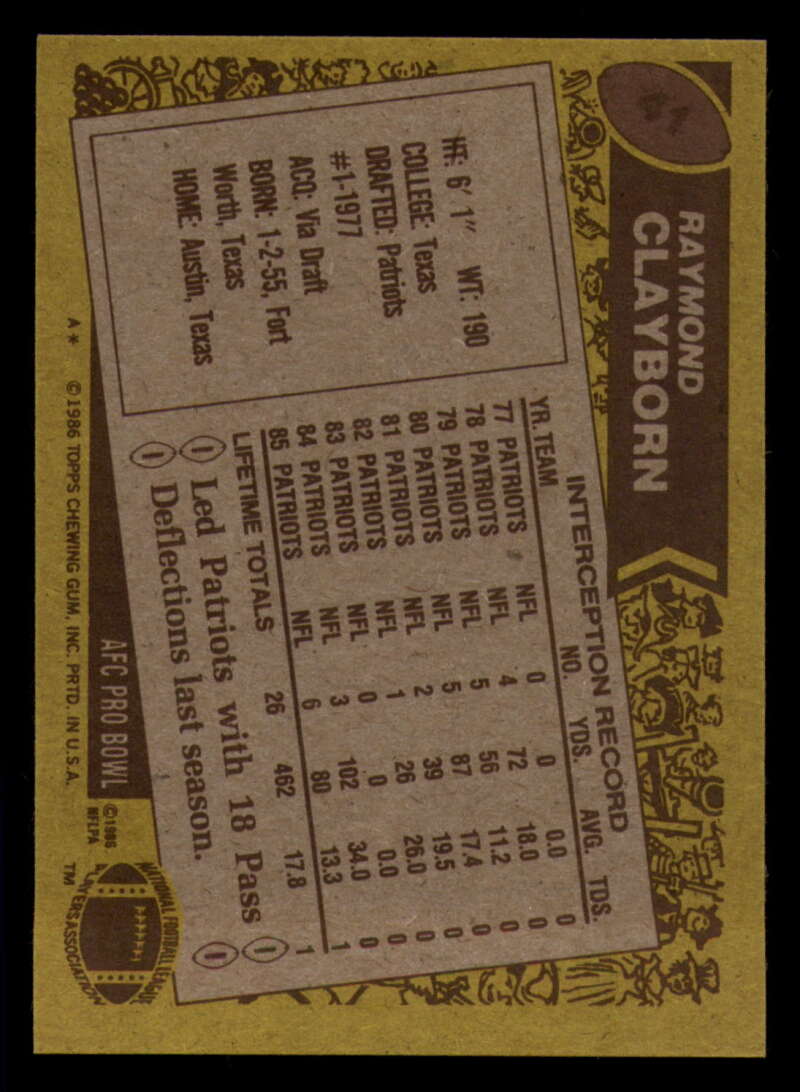 41
RAYMOND
CLAYBORN
HT: 6' 1" WT: 190
COLLEGE: Texas
DRAFTED: Patriots
#1-1977
ACQ: Via Draft
BORN: 1-2-55, Fort
Worth, Texas
HOME: Austin, Texas
INTERCEPTION RECORD
YR. TEAM NO. YDS. AVG. TDS.
77 PATRIOTS NFL 0 0 0.0 0
78 PATRIOTS NFL 4 72 18.0 0
79 PATRIOTS NFL 5 56 11.2 0
80 PATRIOTS NFL 5 87 17.4 0
81 PATRIOTS NFL 2 39 19.5 0
82 PATRIOTS NFL 1 26 26.0 0
83 PATRIOTS NFL 0 0 0.0 0
84 PATRIOTS NFL 3 102 34.0 0
85 PATRIOTS NFL 6 80 13.3 1
LIFETIME TOTALS 26 462 17.8 1
Led Patriots with 18 Pass
Deflections last season.
AFC PRO BOWL
A* © 1986 TOPPS CHEWING GUM, INC. PRTD. IN U.S.A.
© 1986
NFLPA
NATIONAL FOOTBALL LEAGUE
PLAYERS ASSOCIATION
TM